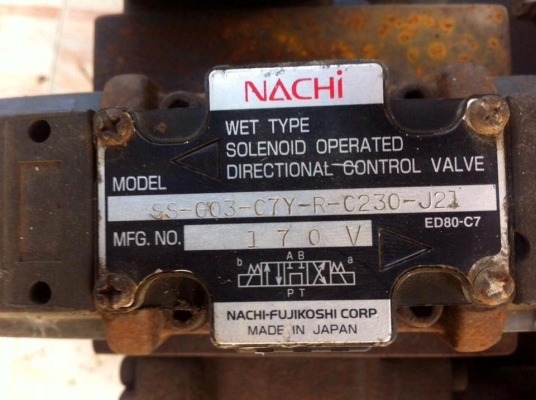 NACHi
WET TYPE
SOLENOID OPERATED
DIRECTIONAL CONTROL VALVE
MODEL
SS-G03-C7Y-R-C230-J21
MFG. NO. 170V ED80-C7
A B
b a
P T
NACHI-FUJIKOSHI CORP
MADE IN JAPAN